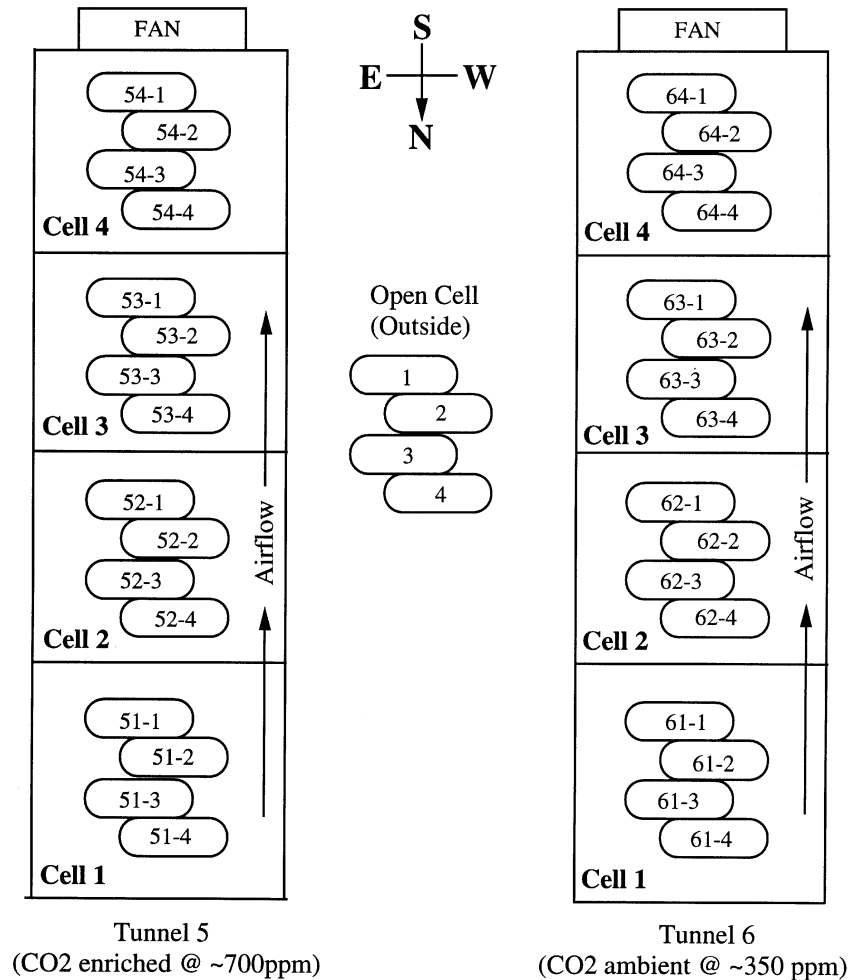 FAN
54-1
54-2
54-3
54-4
Cell 4
53-1
53-2
53-3
53-4
Cell 3
52-1
52-2
52-3
52-4
Cell 2
51-1
51-2
51-3
51-4
Cell 1
Airflow
Tunnel 5
(CO2 enriched @ ~700ppm)
S
E
W
N
Open Cell
(Outside)
1
2
3
4
FAN
64-1
64-2
64-3
64-4
Cell 4
63-1
63-2
63-3
63-4
Cell 3
62-1
62-2
62-3
62-4
Cell 2
61-1
61-2
61-3
61-4
Cell 1
Airflow
Tunnel 6
(CO2 ambient @ ~350 ppm)